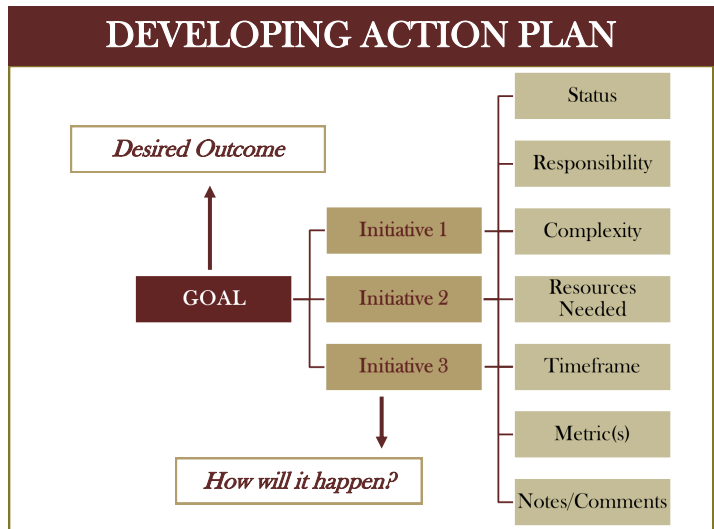 DEVELOPING ACTION PLAN
Desired Outcome
GOAL
Initiative 1
Initiative 2
Initiative 3
How will it happen?
Status
Responsibility
Complexity
Resources
Needed
Timeframe
Metric(s)
Notes/Comments